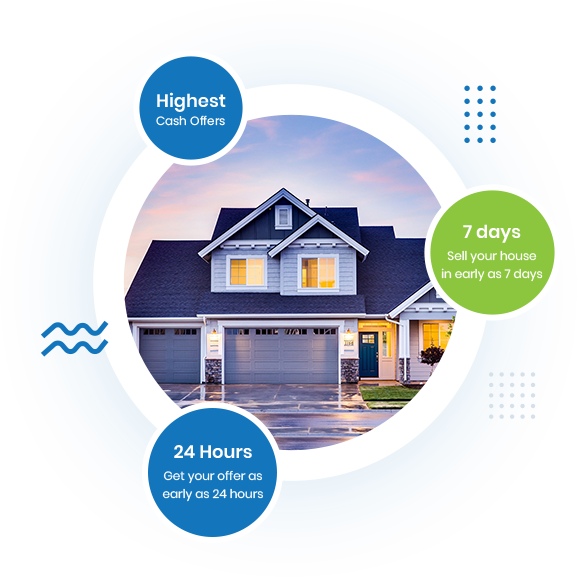 Highest
Cash Offers
7 days
Sell your house
in early as 7 days
24 Hours
Get your offer as
early as 24 hours